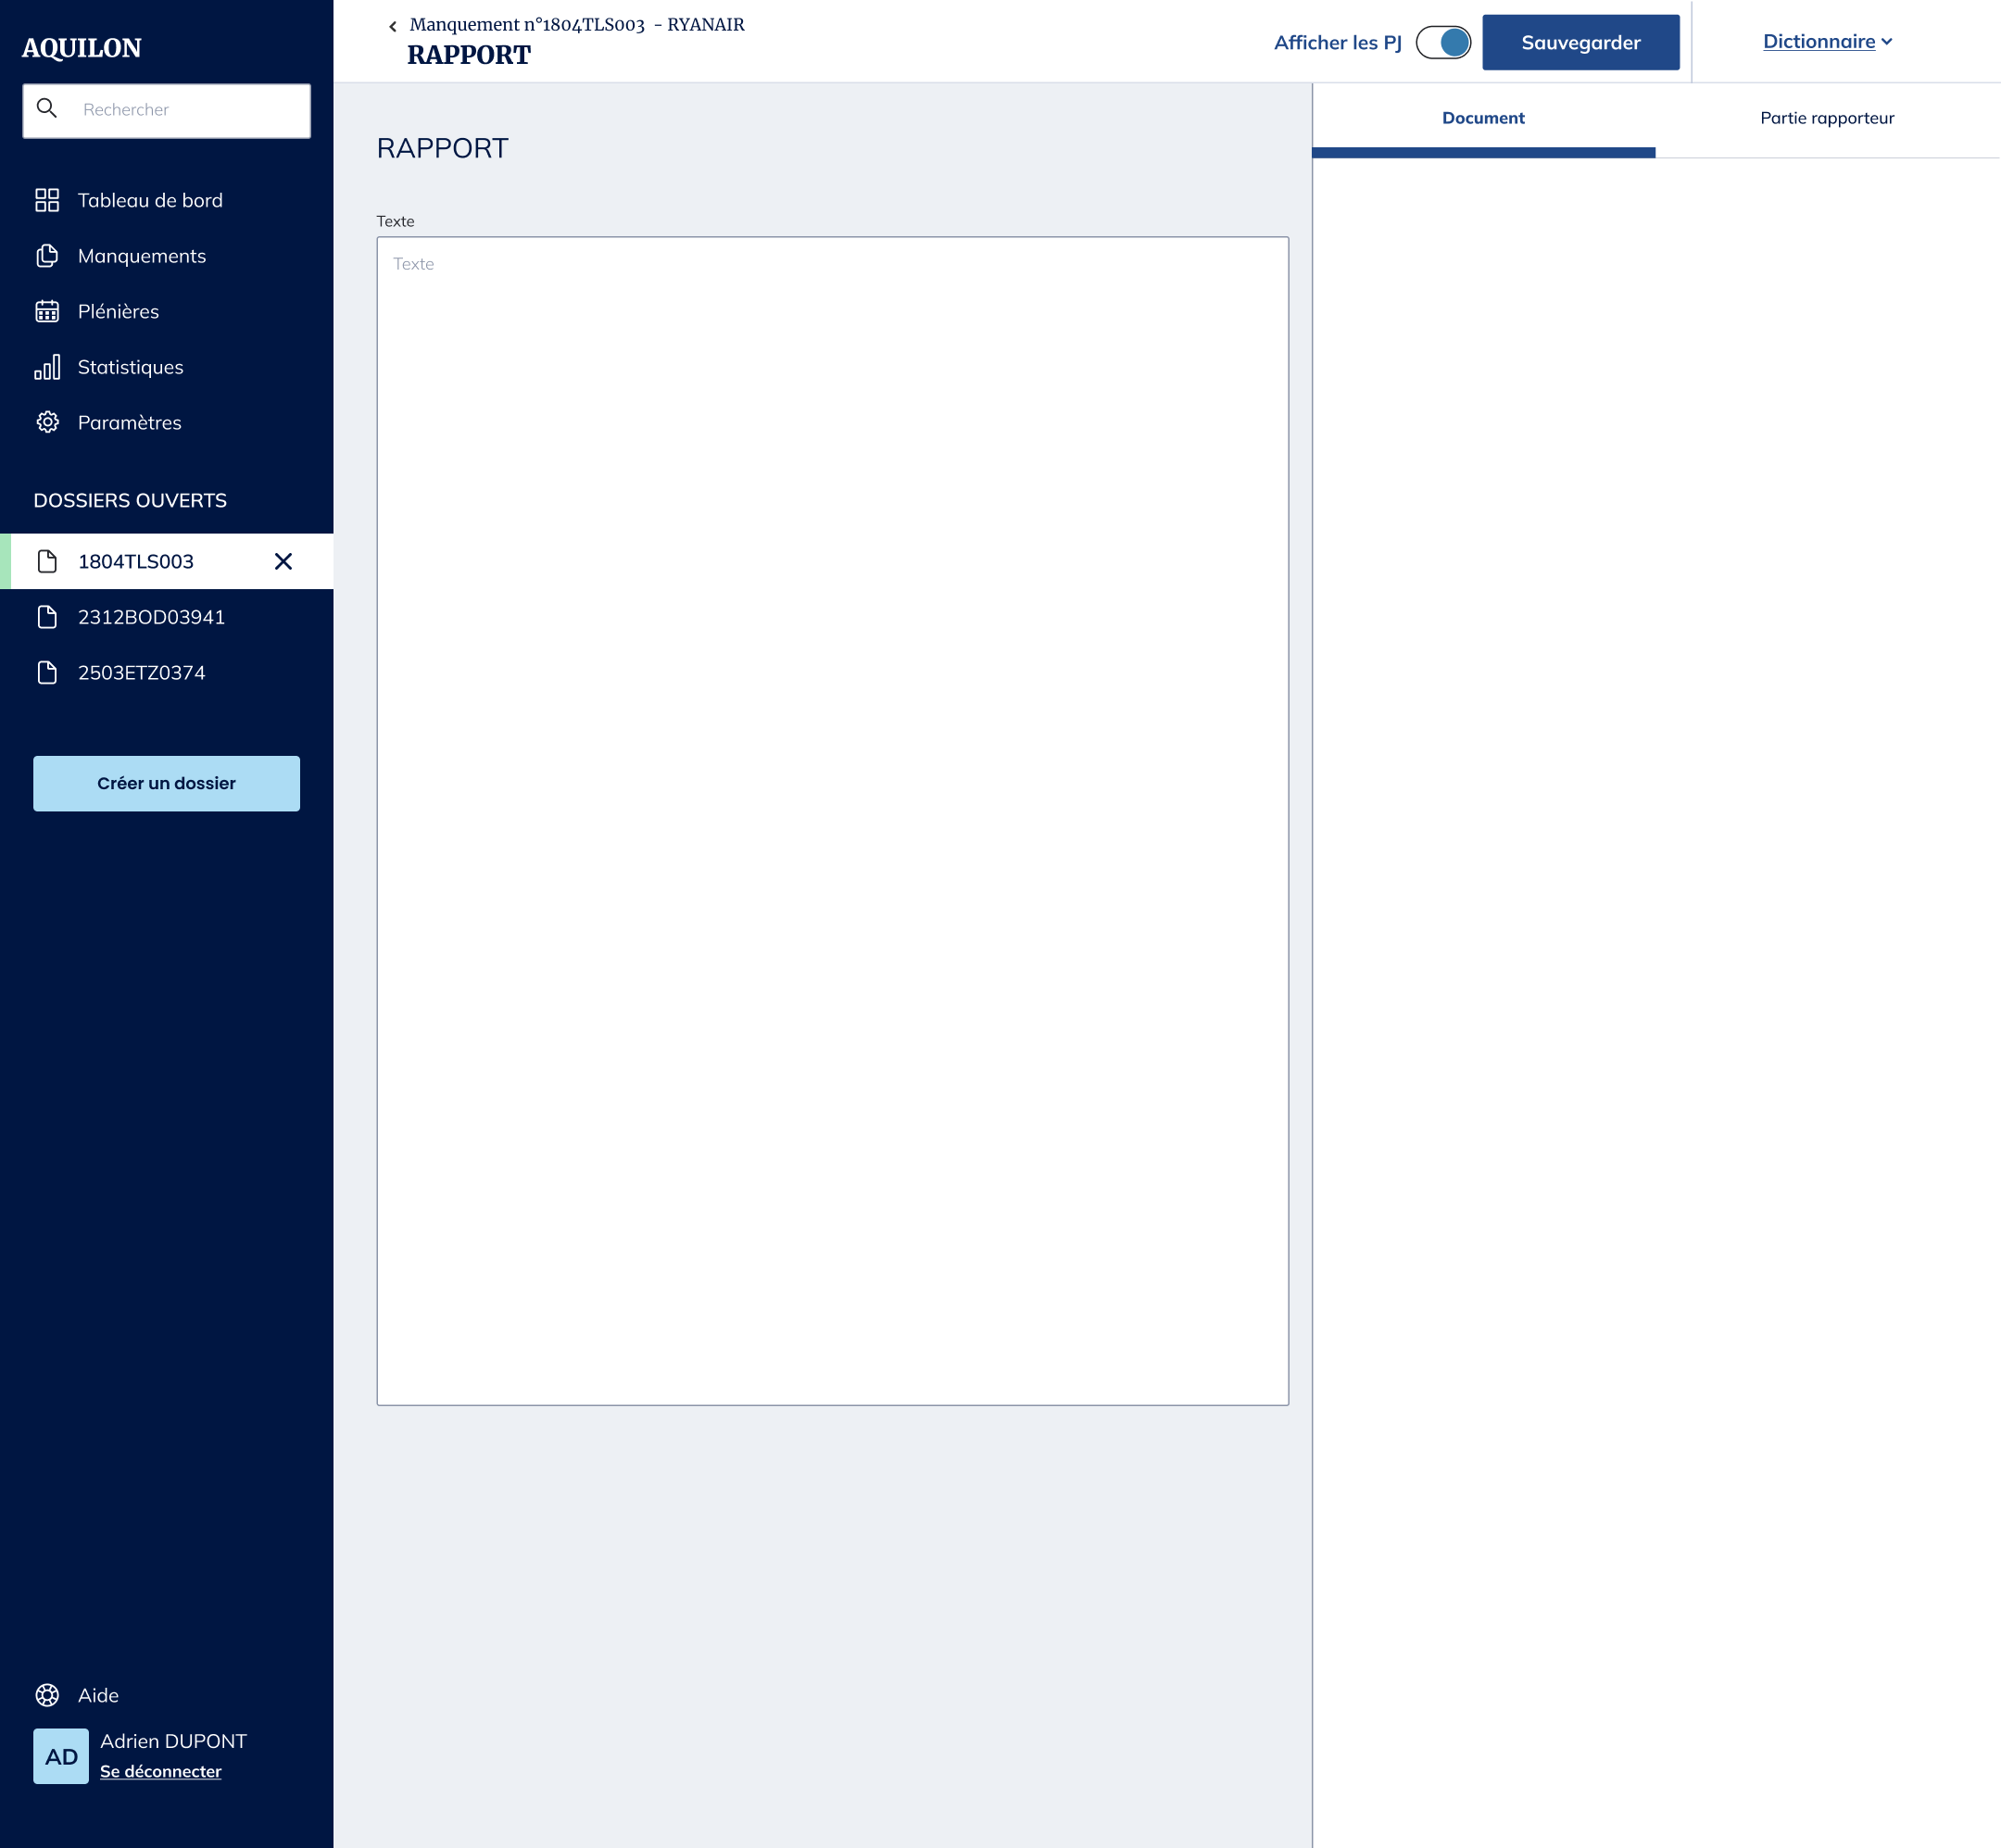 AQUILON
Rechercher
Tableau de bord
Manquements
Plénières
Statistiques
Paramètres
DOSSIERS OUVERTS
1804TLS003
2312BOD03941
2503ETZ0374
Créer un dossier
Aide
AD
Adrien DUPONT
Se déconnecter
Manquement n°1804TLS003 - RYANAIR
RAPPORT
Afficher les PJ
Sauvegarder
Dictionnaire
RAPPORT
Texte
Texte
Document
Partie rapporteur